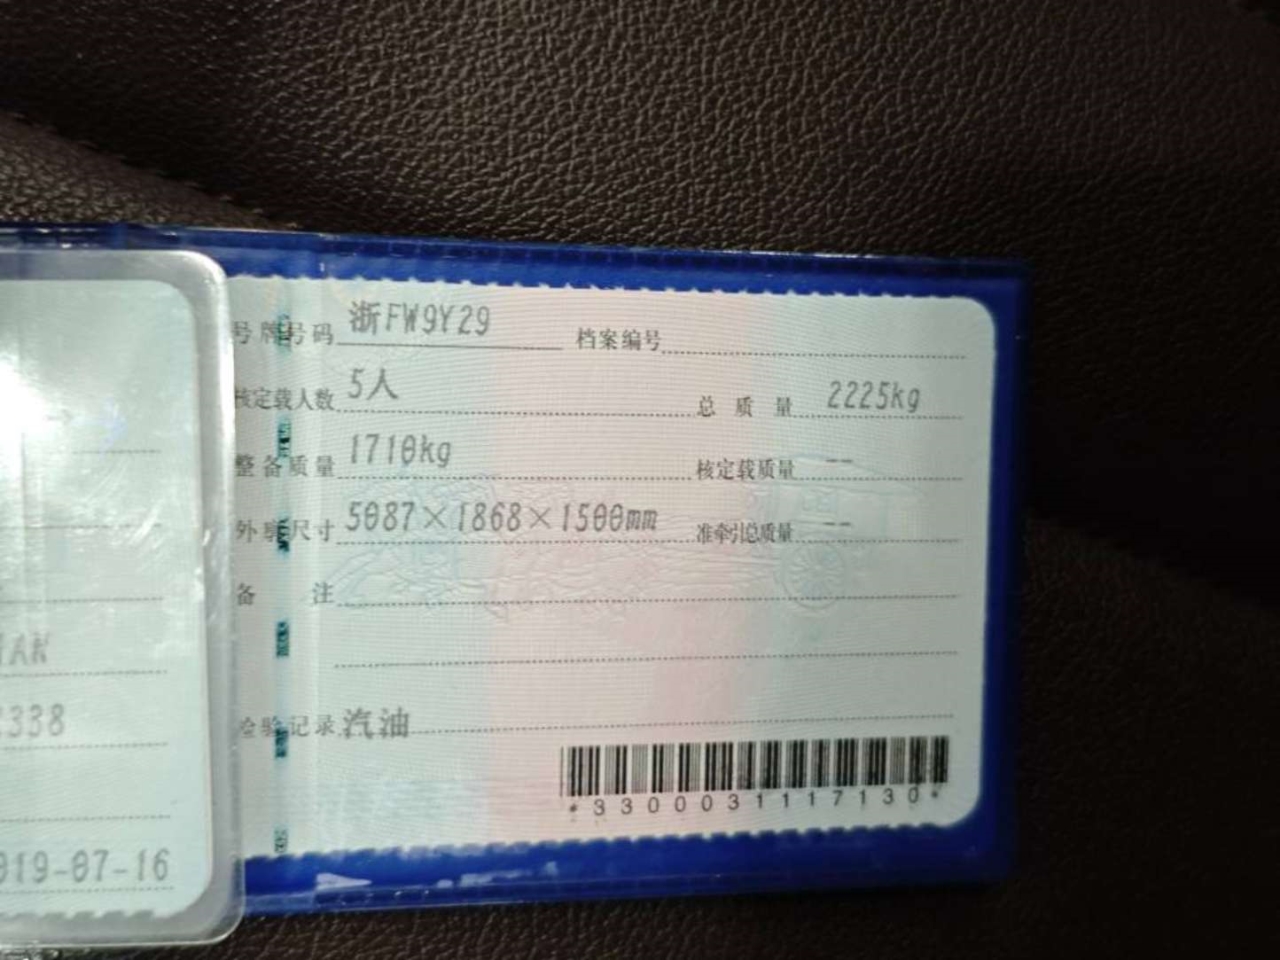 号牌号码 浙FW9Y29 档案编号
核定载人数 5人 总质量 2225kg
整备质量 1710kg 核定载质量 --
外廓尺寸 5087×1868×1500mm 准牵引总质量 --
备注
检验记录 汽油
*3300031117130*
338
019-07-16